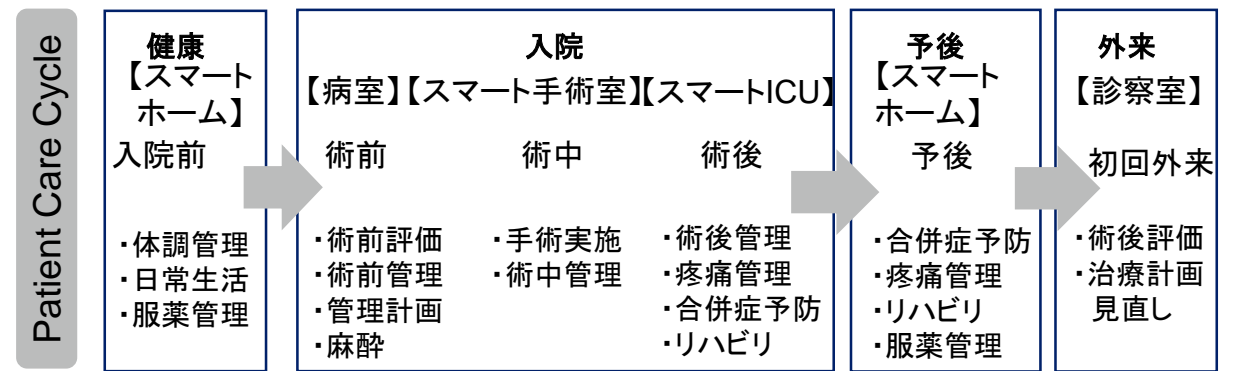 Patient Care Cycle
健康
【スマート
ホーム】
入院前
・体調管理
・日常生活
・服薬管理
入院
【病室】【スマート手術室】【スマートICU】
術前
・術前評価
・術前管理
・管理計画
・麻酔
術中
・手術実施
・術中管理
術後
・術後管理
・疼痛管理
・合併症予防
・リハビリ
予後
【スマート
ホーム】
予後
・合併症予防
・疼痛管理
・リハビリ
・服薬管理
外来
【診察室】
初回外来
・術後評価
・治療計画
見直し